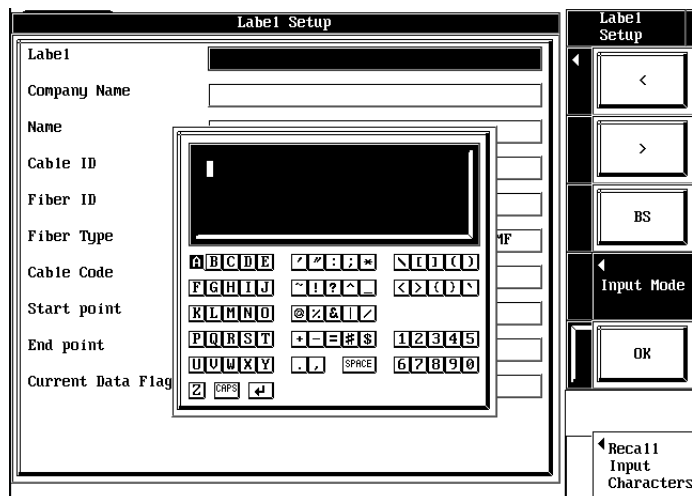 Label Setup
Label
Setup
Label
Company Name
Name
Cable ID
Fiber ID
Fiber Type
MF
Cable Code
Start point
End point
Current Data Flag
A B C D E ' " : ; * \ [ ] ( )
F G H I J ~ ! ? ^ _ < > { } `
K L M N O @ % & | /
P Q R S T + - = # $ 1 2 3 4 5
U V W X Y . , SPACE 6 7 8 9 0
Z CAPS ↵
<
>
BS
Input Mode
OK
Recall
Input
Characters